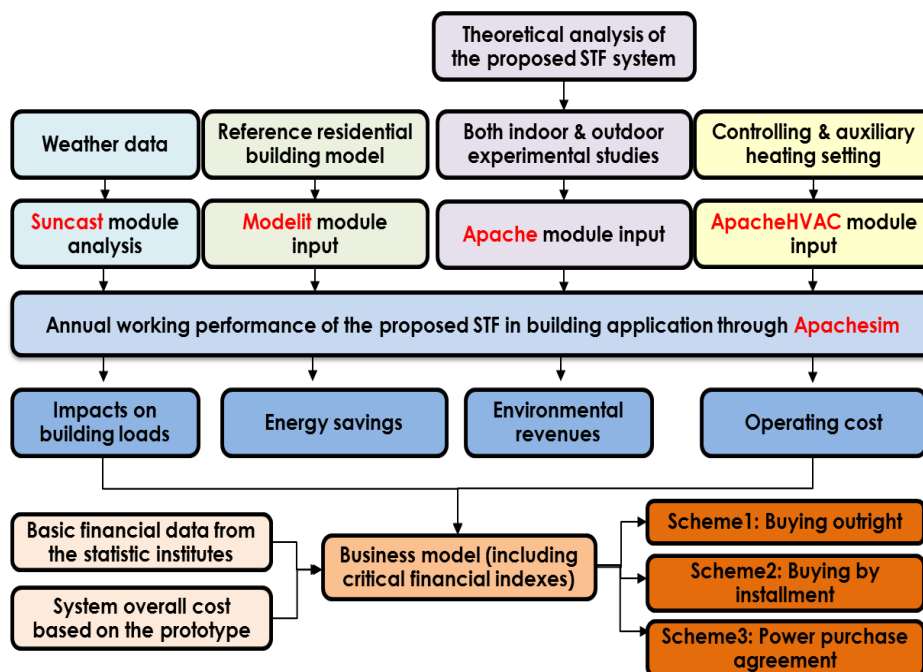 Theoretical analysis of
the proposed STF system
Weather data
Reference residential
building model
Both indoor & outdoor
experimental studies
Controlling & auxiliary
heating setting
Suncast module
analysis
Modelit module
input
Apache module input
ApacheHVAC module
input
Annual working performance of the proposed STF in building application through Apachesim
Impacts on
building loads
Energy savings
Environmental
revenues
Operating cost
Basic financial data from
the statistic institutes
System overall cost
based on the prototype
Business model (including
critical financial indexes)
Scheme1: Buying outright
Scheme2: Buying by
installment
Scheme3: Power purchase
agreement